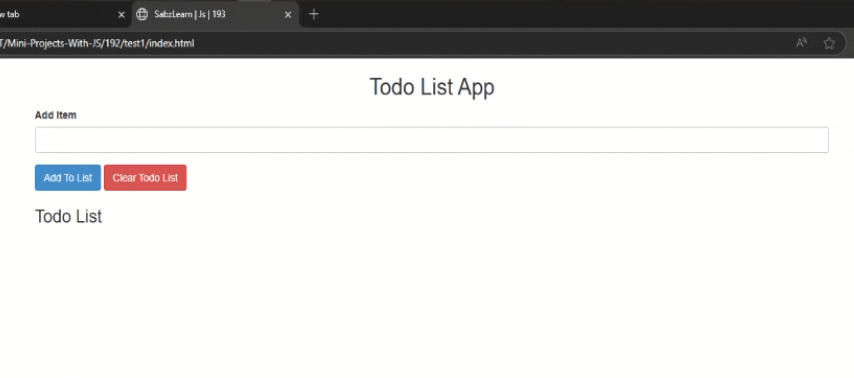 w tab
SabzLearn | Js | 193
T/Mini-Projects-With-JS/192/test1/index.html
Todo List App
Add Item
Add To List
Clear Todo List
Todo List